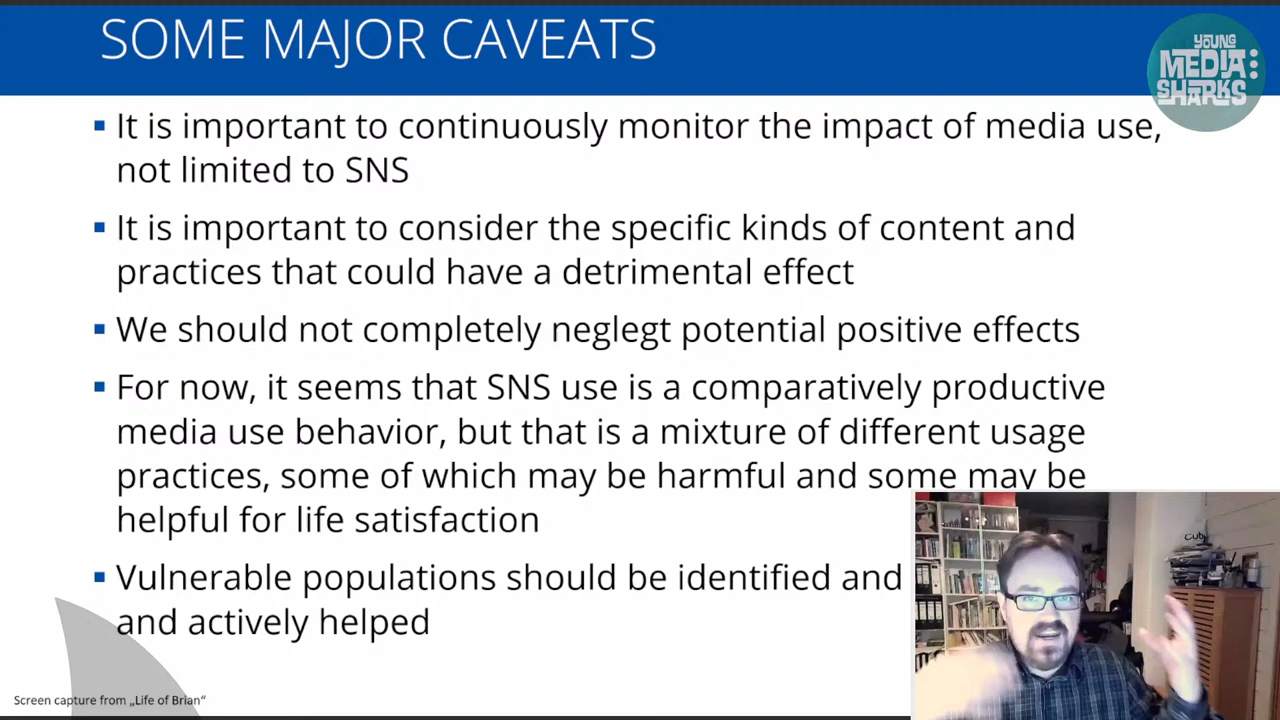 SOME MAJOR CAVEATS
YOUNG
MEDIA:
SHARKS
▪ It is important to continuously monitor the impact of media use,
not limited to SNS
▪ It is important to consider the specific kinds of content and
practices that could have a detrimental effect
▪ We should not completely neglegt potential positive effects
▪ For now, it seems that SNS use is a comparatively productive
media use behavior, but that is a mixture of different usage
practices, some of which may be harmful and some may be
helpful for life satisfaction
▪ Vulnerable populations should be identified and
and actively helped
Screen capture from „Life of Brian“